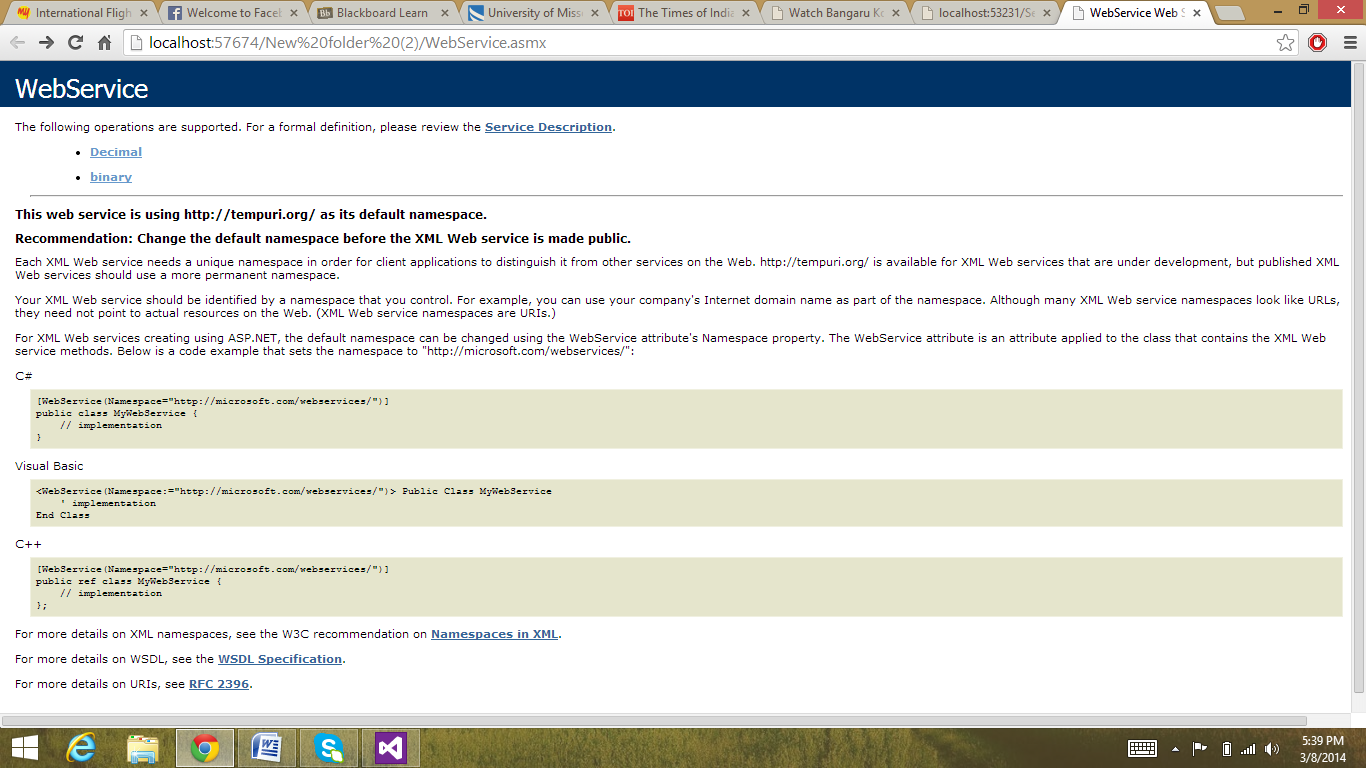 International Fligh
Welcome to Faceb
Blackboard Learn
University of Misso
The Times of India
Watch Bangaru Ko
localhost:53231/Se
WebService Web S
localhost:57674/New%20folder%20(2)/WebService.asmx
WebService
The following operations are supported. For a formal definition, please review the Service Description.
• Decimal
• binary
This web service is using http://tempuri.org/ as its default namespace.
Recommendation: Change the default namespace before the XML Web service is made public.
Each XML Web service needs a unique namespace in order for client applications to distinguish it from other services on the Web. http://tempuri.org/ is available for XML Web services that are under development, but published XML
Web services should use a more permanent namespace.
Your XML Web service should be identified by a namespace that you control. For example, you can use your company's Internet domain name as part of the namespace. Although many XML Web service namespaces look like URLs,
they need not point to actual resources on the Web. (XML Web service namespaces are URIs.)
For XML Web services creating using ASP.NET, the default namespace can be changed using the WebService attribute's Namespace property. The WebService attribute is an attribute applied to the class that contains the XML Web
service methods. Below is a code example that sets the namespace to "http://microsoft.com/webservices/":
C#
[WebService(Namespace="http://microsoft.com/webservices/")]
public class MyWebService {
    // implementation
}
Visual Basic
<WebService(Namespace:="http://microsoft.com/webservices/")> Public Class MyWebService
    ' implementation
End Class
C++
[WebService(Namespace="http://microsoft.com/webservices/")]
public ref class MyWebService {
    // implementation
};
For more details on XML namespaces, see the W3C recommendation on Namespaces in XML.
For more details on WSDL, see the WSDL Specification.
For more details on URIs, see RFC 2396.
5:39 PM
3/8/2014